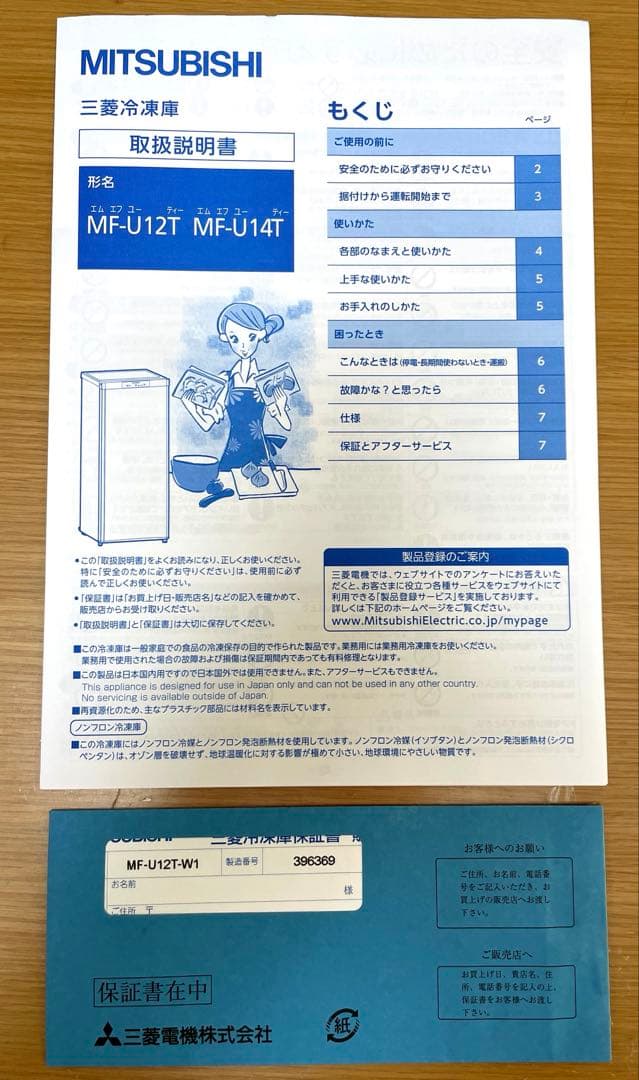 MITSUBISHI
三菱冷凍庫
取扱説明書
形名
エム エフ ユー ティー エム エフ ユー ティー
MF-U12T MF-U14T
もくじ
ページ
ご使用の前に
安全のために必ずお守りください 2
据付けから運転開始まで 3
使いかた
各部のなまえと使いかた 4
上手な使いかた 5
お手入れのしかた 5
困ったとき
こんなときは(停電・長期間使わないとき・運搬) 6
故障かな？と思ったら 6
仕様 7
保証とアフターサービス 7
●この「取扱説明書」をよくお読みになり、正しくお使いください。
特に「安全のために必ずお守りください」は、使用前に必ず
読んで正しくお使いください。
●「保証書」は「お買上げ日・販売店名」などの記入を確かめて、
販売店からお受け取りください。
●「取扱説明書」と「保証書」は大切に保存してください。
製品登録のご案内
三菱電機では、ウェブサイトでのアンケートにお答えいた
だくと、お客さまに役立つ各種サービスをウェブサイトにて
利用できる「製品登録サービス」を実施しております。
詳しくは下記のホームページをご覧ください。
www.MitsubishiElectric.co.jp/mypage
■この冷凍庫は一般家庭での食品の冷凍保存の目的で作られた製品です。業務用には業務用冷凍庫をお使いください。
業務用で使用された場合の故障および損傷は保証期間内であっても有料修理となります。
■この製品は日本国内用ですので日本国外では使用できません。また、アフターサービスもできません。
This appliance is designed for use in Japan only and can not be used in any other country.
No servicing is available outside of Japan.
■再資源化のため、主なプラスチック部品には材料名を表示しています。
ノンフロン冷凍庫
■この冷凍庫にはノンフロン冷媒とノンフロン発泡断熱材を使用しています。ノンフロン冷媒(イソブタン)とノンフロン発泡断熱材(シクロ
ペンタン)は、オゾン層を破壊せず、地球温暖化に対する影響が極めて小さい、地球環境にやさしい物質です。
三菱冷凍庫保証書
MF-U12T-W1 製造番号 396369
お名前
様
ご住所 〒
保証書在中
三菱電機株式会社
紙
お客様へのお願い
ご住所、お名前、電話番
号をご記入いただき、お
買上げの販売店へお渡し
下さい。
ご販売店へ
お買上げ日、貴店名、住
所、電話番号を記入の上、
保証書をお客様へお渡し
下さい。